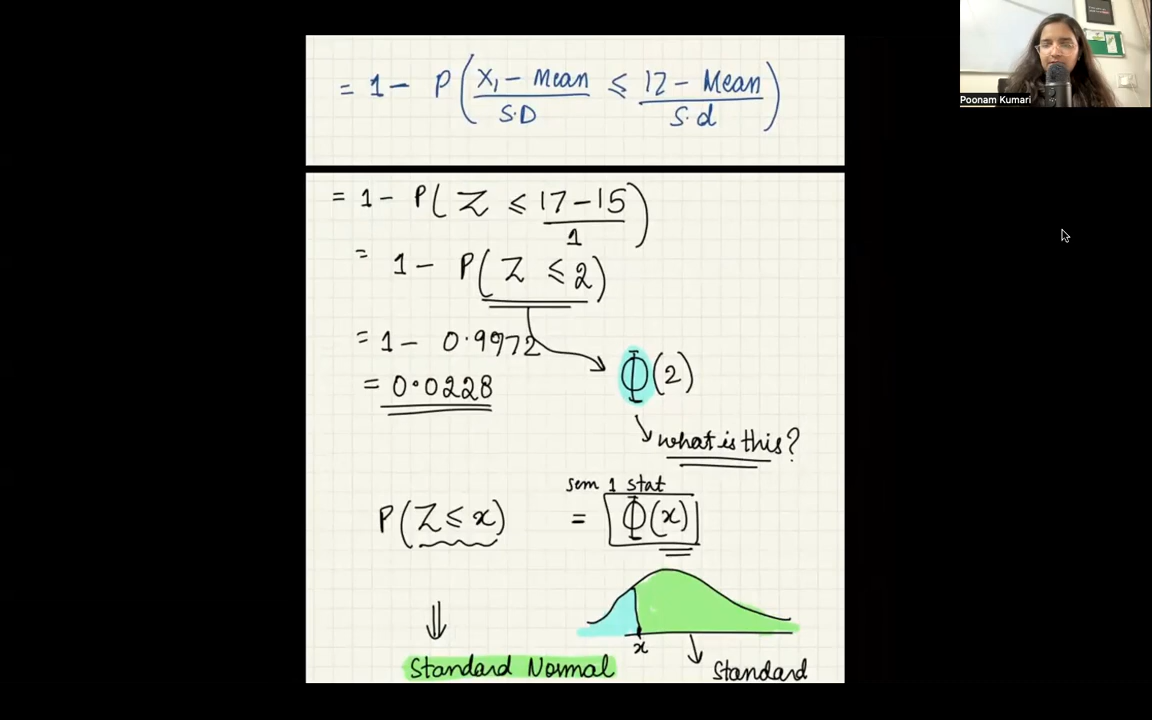 Poonam Kumari
= 1 - P(X₁ - Mean / S.D ≤ 17 - Mean / S.d)
= 1 - P(Z ≤ 17-15 / 1)
= 1 - P(Z ≤ 2)
= 1 - 0.9972
= 0.0228
Φ(2)
what is this?
sem 1 stat
P(Z ≤ x) = Φ(x)
x
Standard Normal
Standard